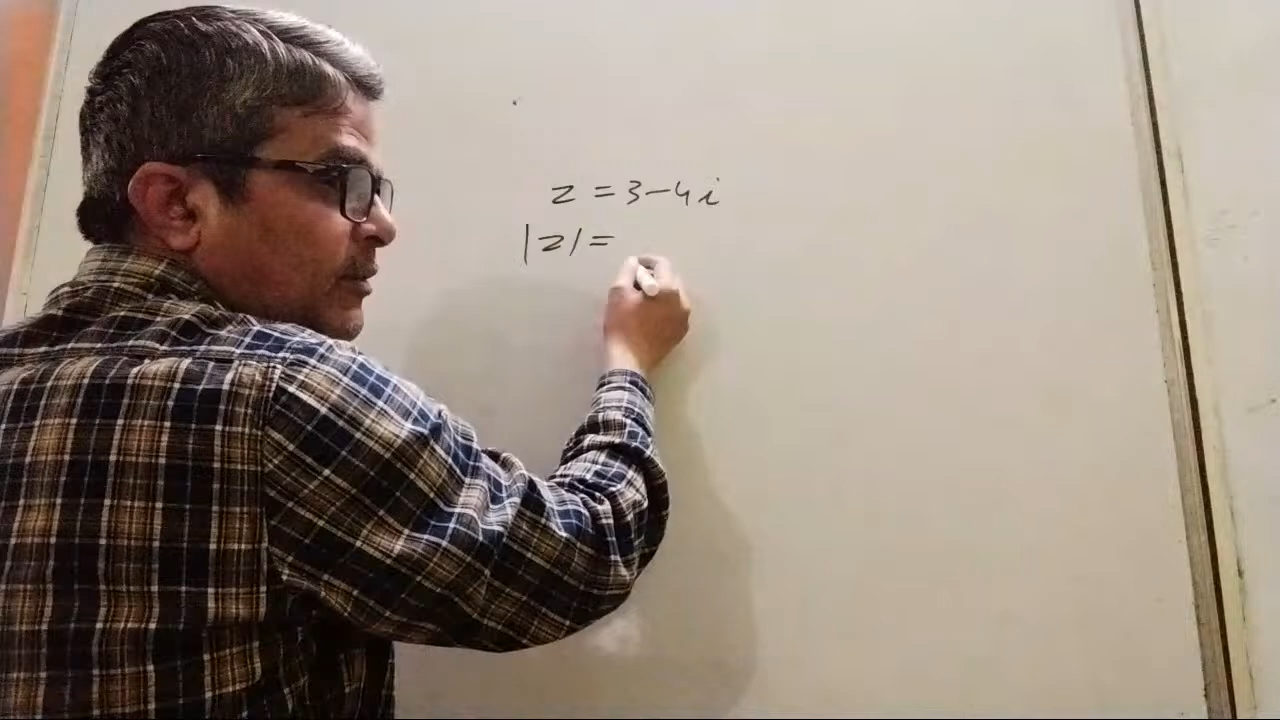 z = 3-4i
|z| =